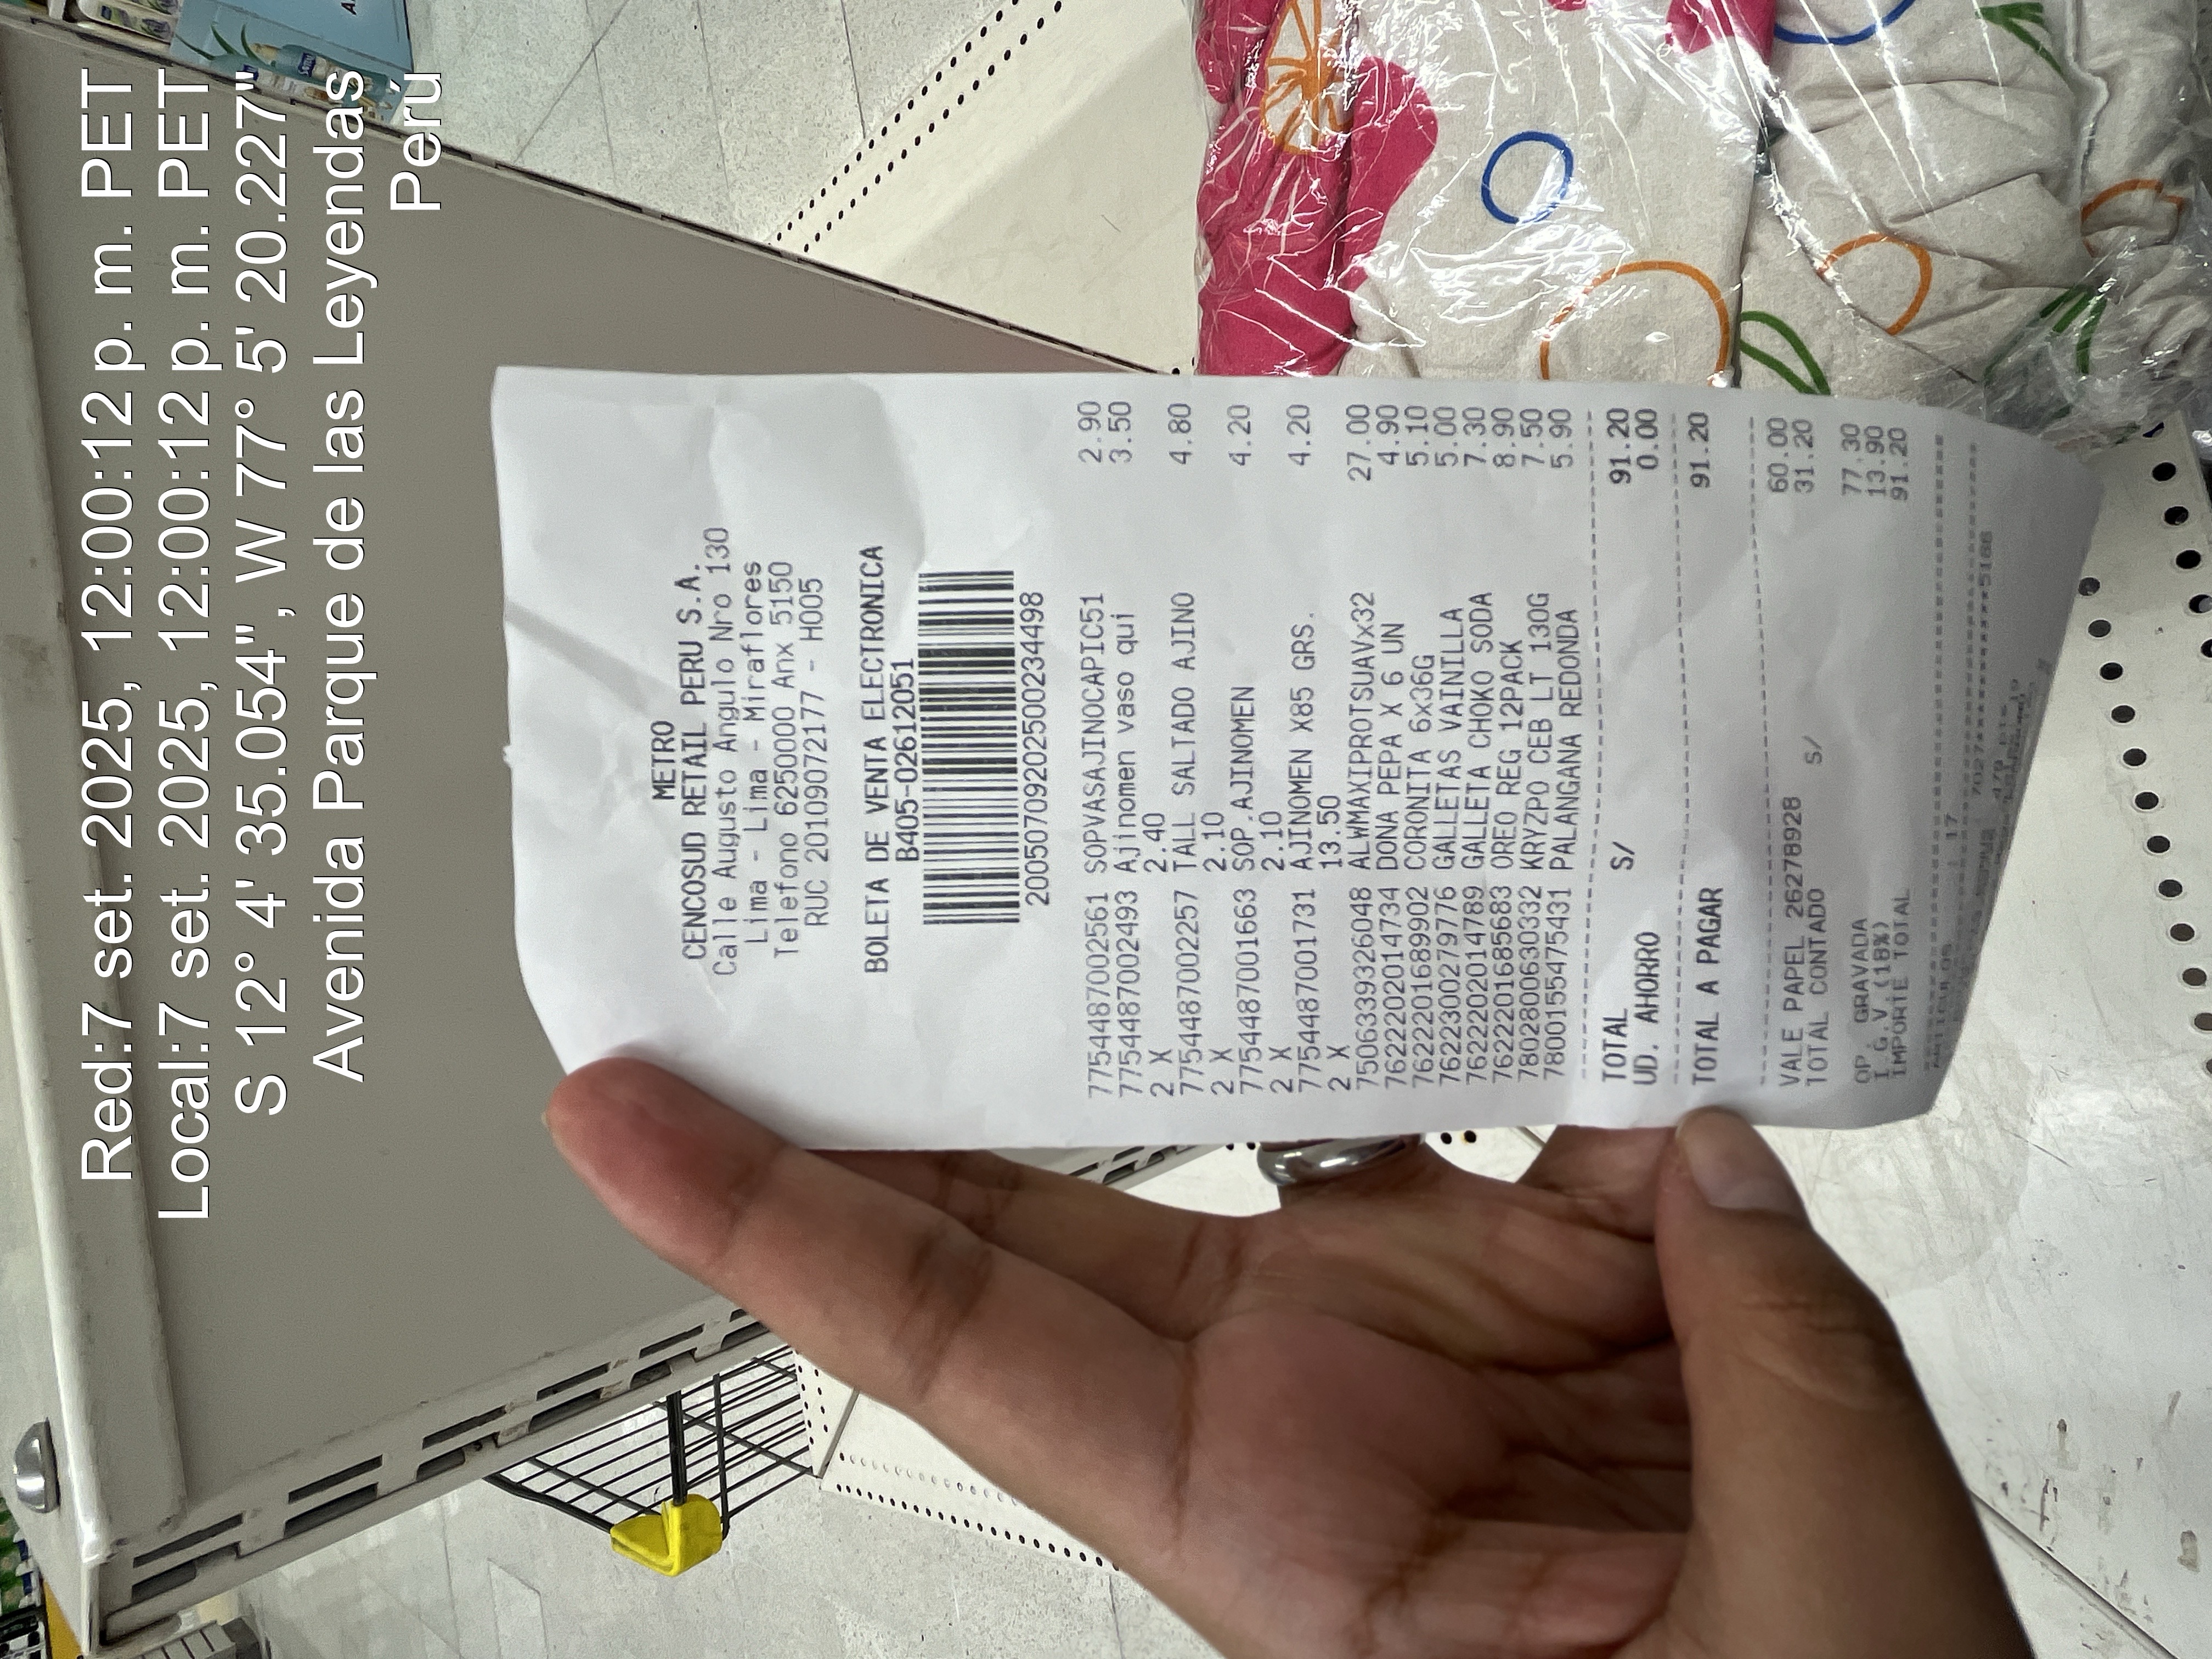 Red:7 set. 2025, 12:00:12 p. m. PET
Local:7 set. 2025, 12:00:12 p. m. PET
S 12° 4' 35.054", W 77° 5' 20.227"
Avenida Parque de las Leyendas
Perú
METRO
CENCOSUD RETAIL PERU S.A.
Calle Augusto Angulo Nro 130
Lima - Lima - Miraflores
Telefono 6250000 Anx 5150
RUC 20109072177 - H005
BOLETA DE VENTA ELECTRONICA
B405-02612051
20050709202500234498
7754487002561 SOPVASAJINOCAPIC51 2.90
7754487002493 Ajinomen vaso qui 3.50
2 X 2.40
7754487002257 TALL SALTADO AJINO 4.80
2 X 2.10
7754487001663 SOP.AJINOMEN 4.20
2 X 2.10
7754487001731 AJINOMEN X85 GRS. 4.20
2 X 13.50
7506339326048 ALWMAXIPROTSUAVx32 27.00
7622202014734 DONA PEPA X 6 UN 4.90
7622201689902 CORONITA 6x36G 5.10
7622300279776 GALLETAS VAINILLA 5.00
7622202014789 GALLETA CHOKO SODA 7.30
7622201685683 OREO REG 12PACK 8.90
7802800630332 KRYZPO CEB LT 130G 7.50
7800155475431 PALANGANA REDONDA 5.90
TOTAL S/ 91.20
UD. AHORRO 0.00
TOTAL A PAGAR 91.20
VALE PAPEL 26278928 60.00
TOTAL CONTADO S/ 31.20
OP. GRAVADA 77.30
I.G.V.(18%) 13.90
IMPORTE TOTAL 91.20
ARTICULOS : 17
7027************5186